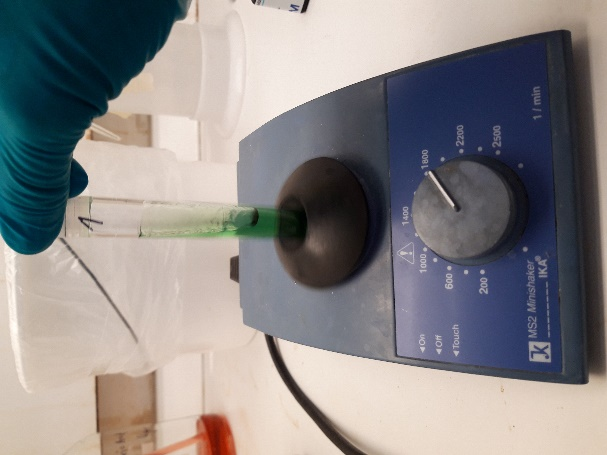 1 / min
200
600
1000
1400
1800
2200
2500
◄On
◄Off
◄Touch
MS2 Minishaker
IKA®
1
M